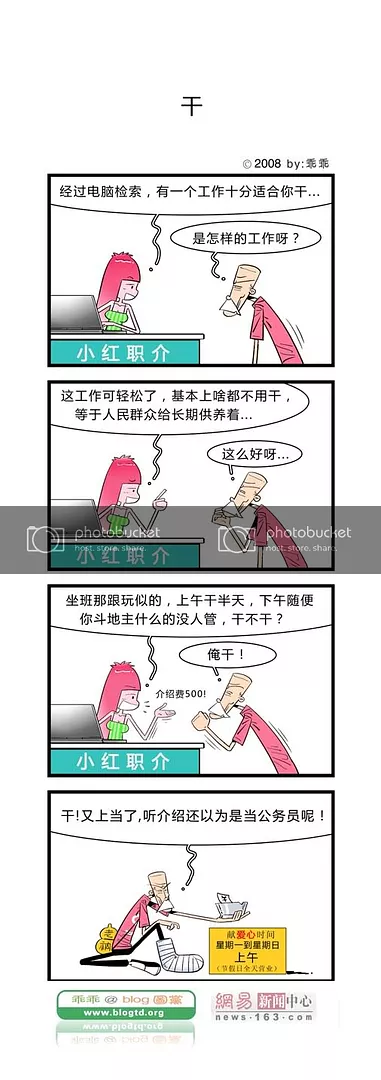 干
© 2008 by:乖乖
经过电脑检索，有一个工作十分适合你干...
是怎样的工作呀？
小红职介
这工作可轻松了，基本上啥都不用干，
等于人民群众给长期供养着...
这么好呀...
photobucket
host. store. share.
photobucket
host. store. share.
小红职介
坐班那跟玩似的，上午干半天，下午随便
你斗地主什么的没人管，干不干？
俺干！
介绍费500!
小红职介
干!又上当了,听介绍还以为是当公务员呢！
献爱心时间
星期一到星期日
上午
(节假日全天营业)
乖乖@blog圖黨
www.blogtd.org
網易新闻中心
news·163.com